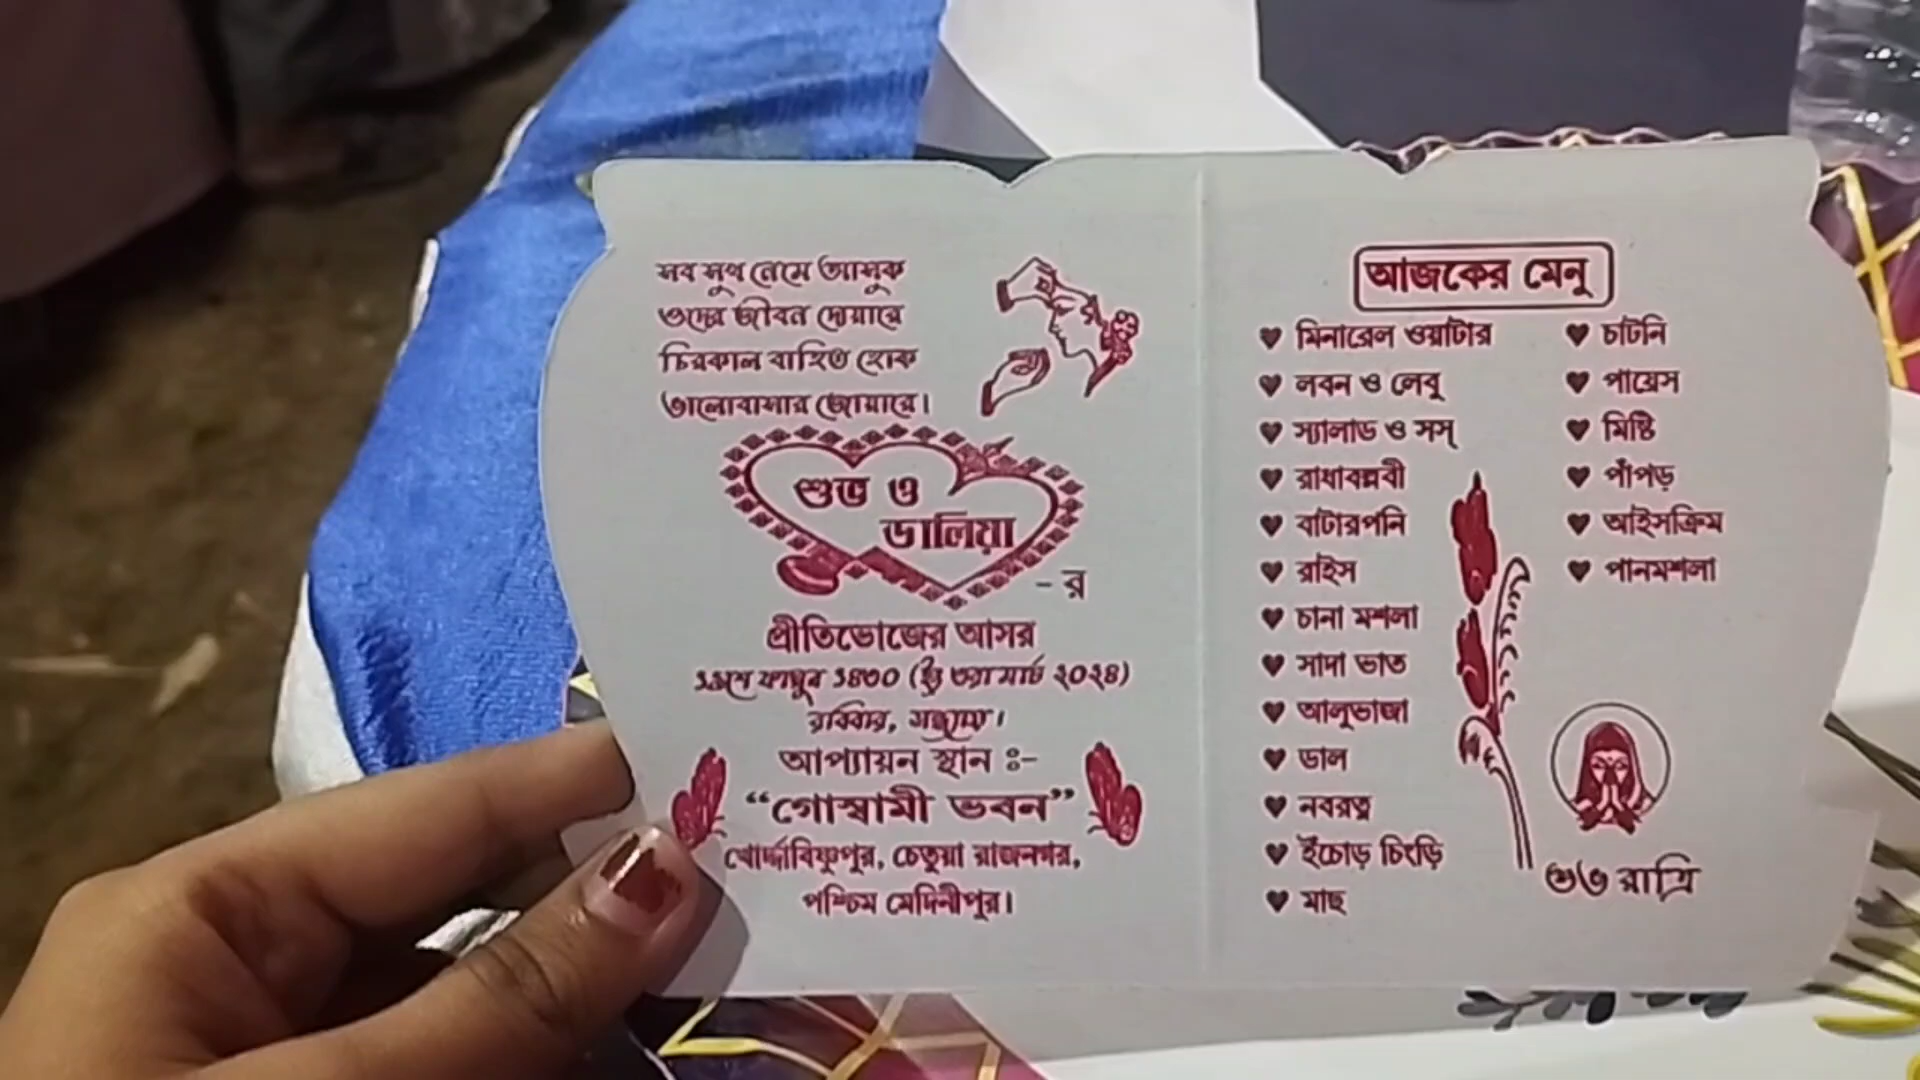 সব সুখ নেমে আসুক
ওদের জীবন দোয়ারে
চিরকাল বাহিত হোক
ভালোবাসার জোয়ারে।
শুভ ও
ডালিয়া
- র
প্রীতিভোজের আসর
১৯শে ফাল্গুন ১৪৩০ (ইং ৩রা মার্চ ২০২৪)
রবিবার, সন্ধ্যায়।
আপ্যায়ন স্থান ঃ-
“গোস্বামী ভবন”
খোর্দ্দাবিষ্ণুপুর, চেতুয়া রাজনগর,
পশ্চিম মেদিনীপুর।
আজকের মেনু
মিনারেল ওয়াটার
লবন ও লেবু
স্যালাড ও সস্
রাধাবল্লবী
বাটারপনি
রাইস
চানা মশলা
সাদা ভাত
আলুভাজা
ডাল
নবরত্ন
ইঁচোড় চিংড়ি
মাছ
চাটনি
পায়েস
মিষ্টি
পাঁপড়
আইসক্রিম
পানমশলা
শুভ রাত্রি